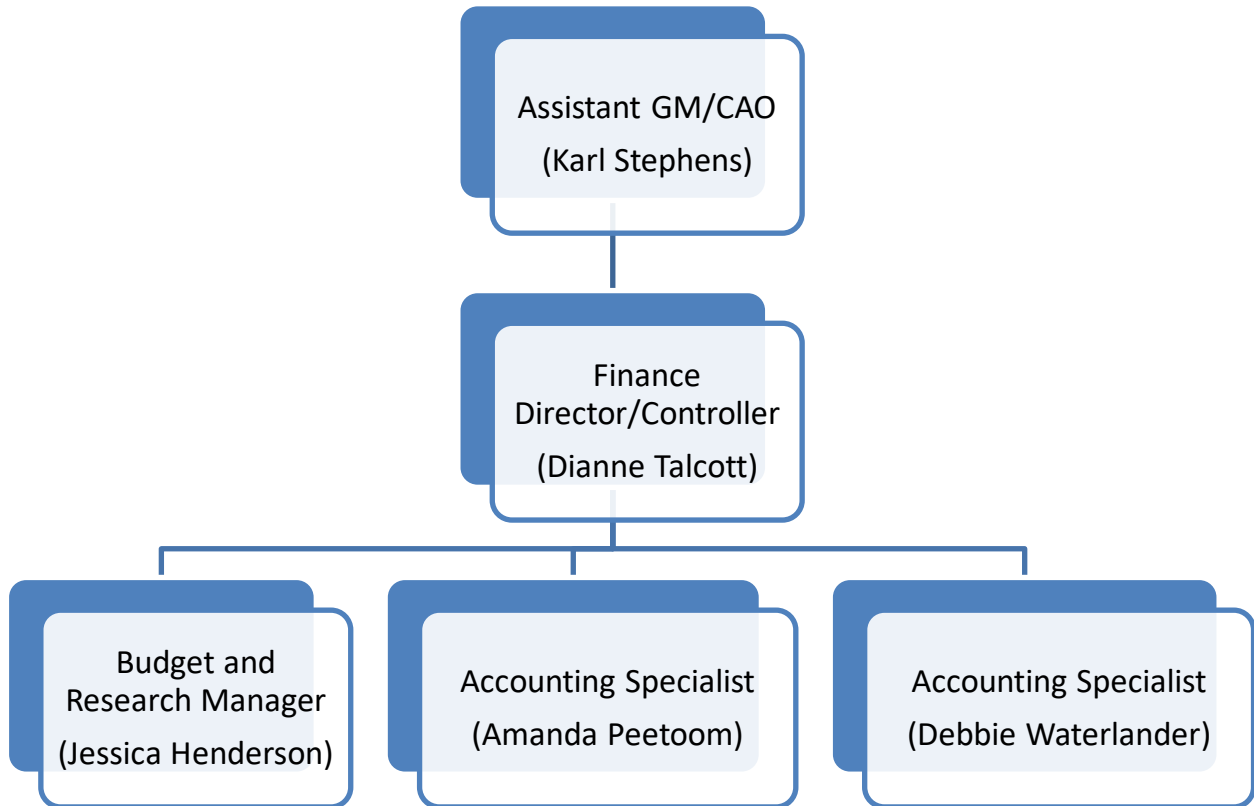 Assistant GM/CAO
(Karl Stephens)
Finance
Director/Controller
(Dianne Talcott)
Budget and
Research Manager
(Jessica Henderson)
Accounting Specialist
(Amanda Peetoom)
Accounting Specialist
(Debbie Waterlander)